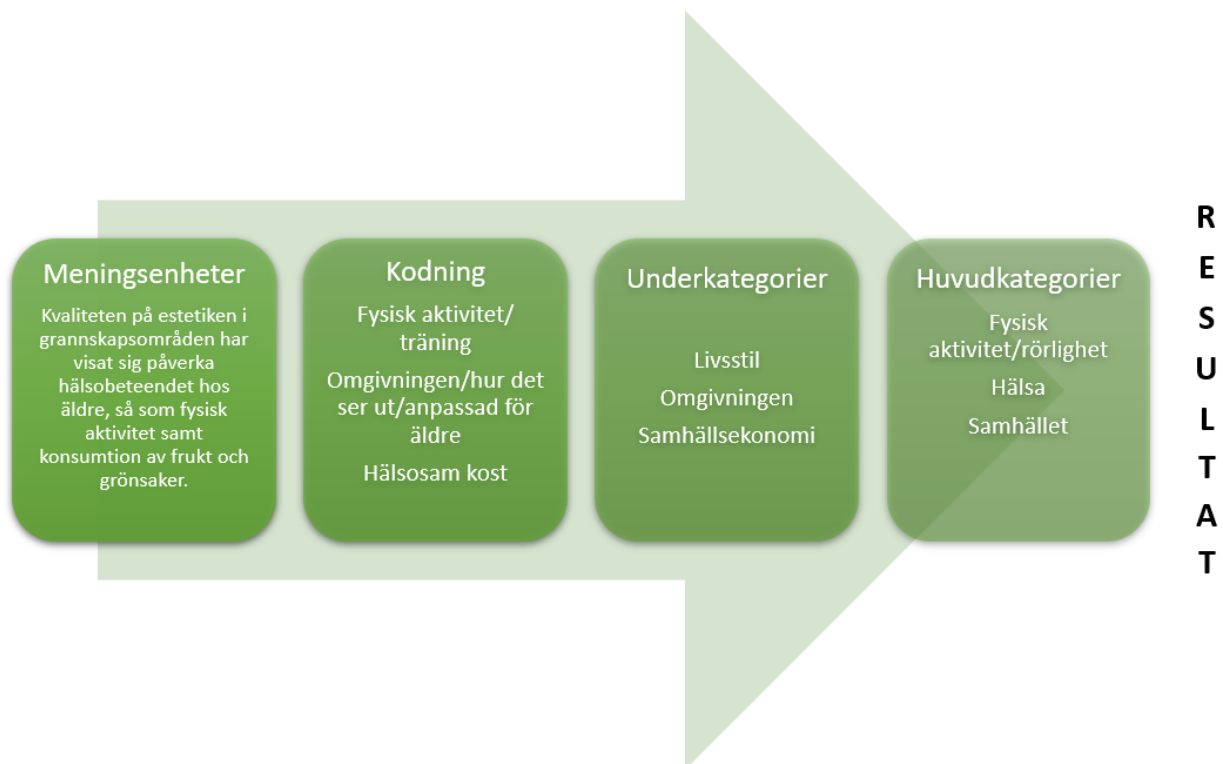 Meningsenheter
Kvaliteten på estetiken i
grannskapsområden har
visat sig påverka
hälsobeteendet hos
äldre, så som fysisk
aktivitet samt
konsumtion av frukt och
grönsaker.
Kodning
Fysisk aktivitet/
träning
Omgivningen/hur det
ser ut/anpassad för
äldre
Hälsosam kost
Underkategorier
Livsstil
Omgivningen
Samhällsekonomi
Huvudkategorier
Fysisk
aktivitet/rörlighet
Hälsa
Samhället
R
E
S
U
L
T
A
T